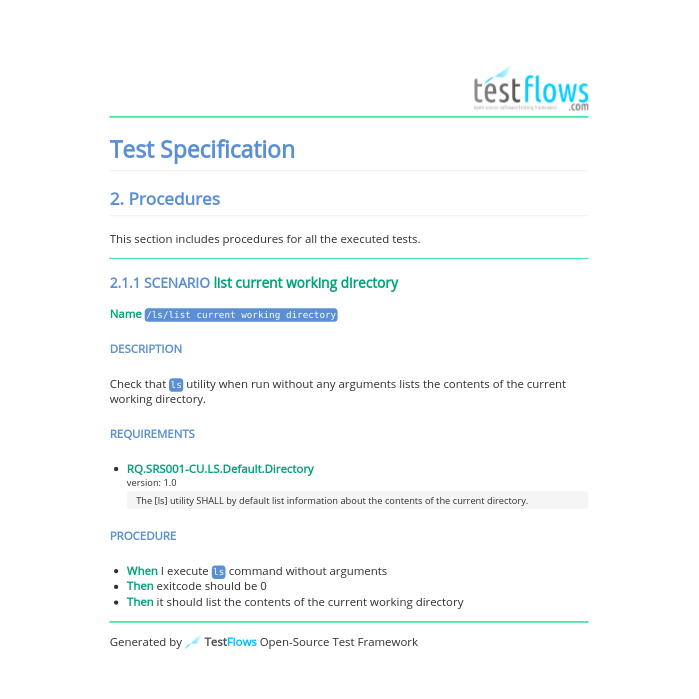 testflows
.com
Test Specification
2. Procedures
This section includes procedures for all the executed tests.
2.1.1 SCENARIO list current working directory
Name /ls/list current working directory
DESCRIPTION
Check that ls utility when run without any arguments lists the contents of the current
working directory.
REQUIREMENTS
RQ.SRS001-CU.LS.Default.Directory
version: 1.0
The [ls] utility SHALL by default list information about the contents of the current directory.
PROCEDURE
When I execute ls command without arguments
Then exitcode should be 0
Then it should list the contents of the current working directory
Generated by TestFlows Open-Source Test Framework